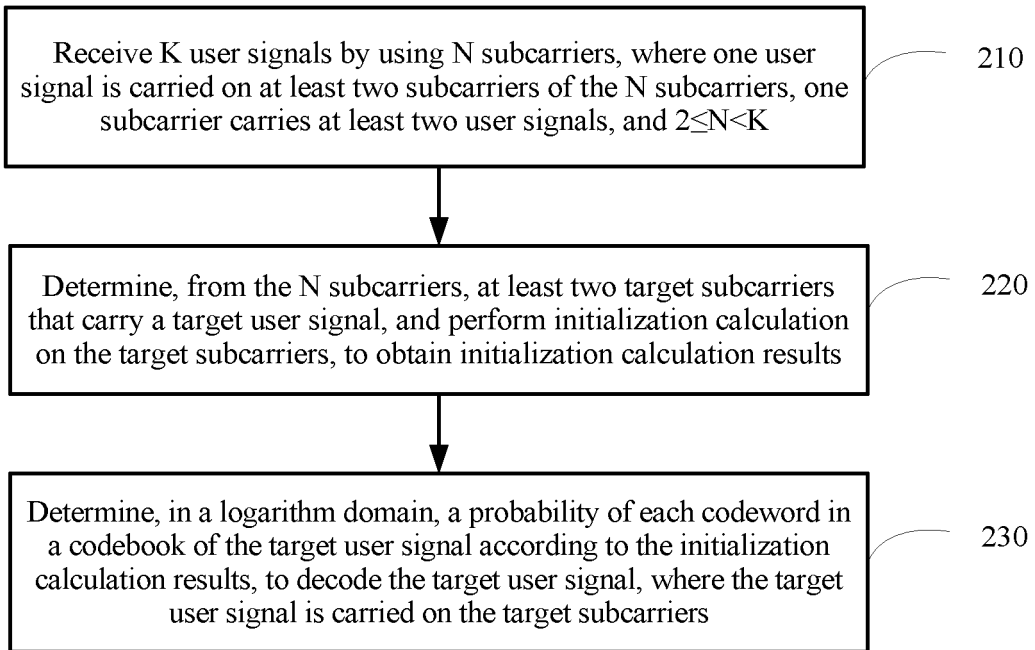 Receive K user signals by using N subcarriers, where one user
signal is carried on at least two subcarriers of the N subcarriers, one
subcarrier carries at least two user signals, and 2≤N<K
210
Determine, from the N subcarriers, at least two target subcarriers
that carry a target user signal, and perform initialization calculation
on the target subcarriers, to obtain initialization calculation results
220
Determine, in a logarithm domain, a probability of each codeword in
a codebook of the target user signal according to the initialization
calculation results, to decode the target user signal, where the target
user signal is carried on the target subcarriers
230